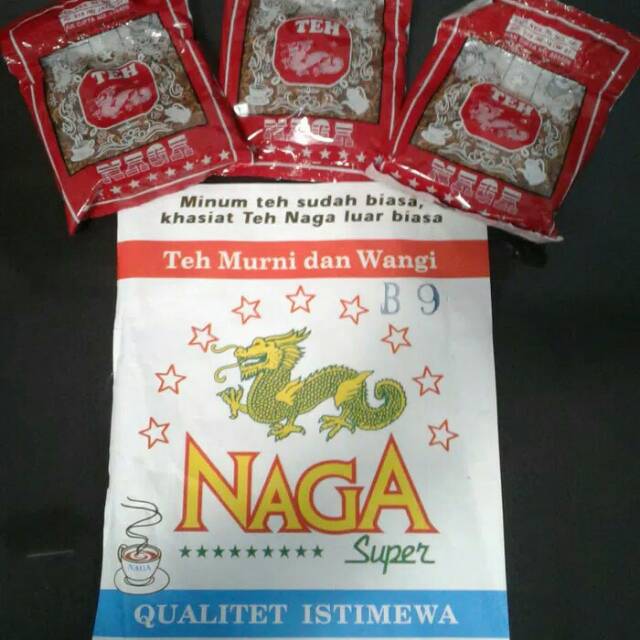 TEH
NAGA
TEH
NAGA
TEH
NAGA
Minum teh sudah biasa,
khasiat Teh Naga luar biasa
Teh Murni dan Wangi
B 9
NAGA
Super
NAGA
QUALITET ISTIMEWA